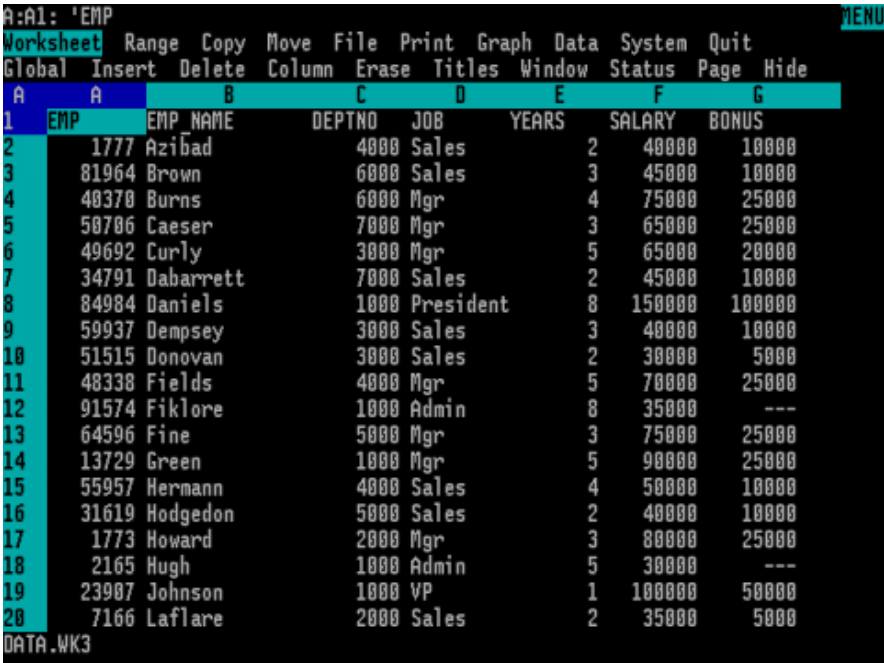 A:A1: 'EMP MENU
Worksheet Range Copy Move File Print Graph Data System Quit
Global Insert Delete Column Erase Titles Window Status Page Hide
A A B C D E F G
1 EMP EMP_NAME DEPTNO JOB YEARS SALARY BONUS
2 1777 Azibad 4000 Sales 2 40000 10000
3 81964 Brown 6000 Sales 3 45000 10000
4 40370 Burns 6000 Mgr 4 75000 25000
5 50706 Caeser 7000 Mgr 3 65000 25000
6 49692 Curly 3000 Mgr 5 65000 20000
7 34791 Dabarrett 7000 Sales 2 45000 10000
8 84984 Daniels 1000 President 8 150000 100000
9 59937 Dempsey 3000 Sales 3 40000 10000
10 51515 Donovan 3000 Sales 2 30000 5000
11 48338 Fields 4000 Mgr 5 70000 25000
12 91574 Fiklore 1000 Admin 8 35000 ---
13 64596 Fine 5000 Mgr 3 75000 25000
14 13729 Green 1000 Mgr 5 90000 25000
15 55957 Hermann 4000 Sales 4 50000 10000
16 31619 Hodgedon 5000 Sales 2 40000 10000
17 1773 Howard 2000 Mgr 3 80000 25000
18 2165 Hugh 1000 Admin 5 30000 ---
19 23907 Johnson 1000 VP 1 100000 50000
20 7166 Laflare 2000 Sales 2 35000 5000
DATA.WK3